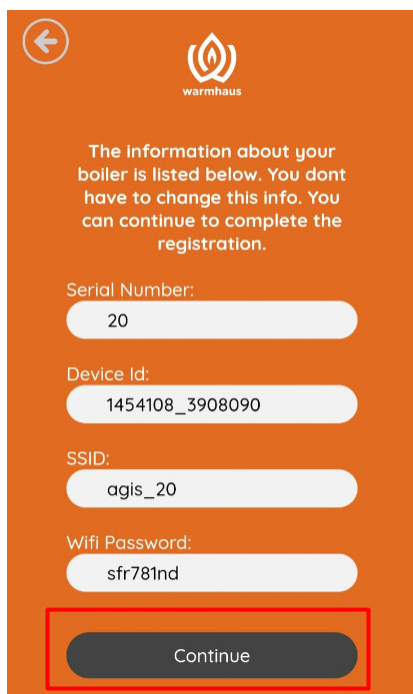 warmhaus
The information about your
boiler is listed below. You dont
have to change this info. You
can continue to complete the
registration.
Serial Number:
20
Device Id:
1454108_3908090
SSID:
agis_20
Wifi Password:
sfr781nd
Continue